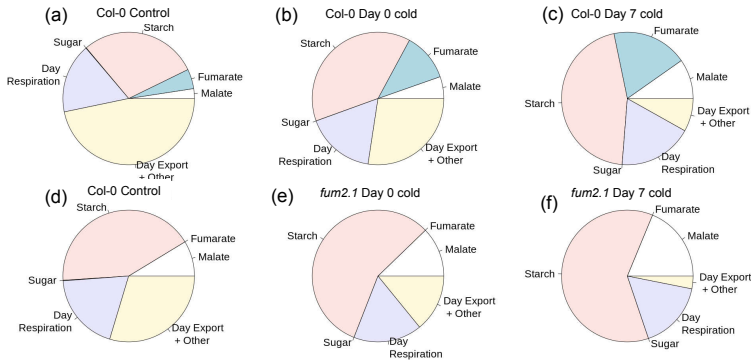 (a)
Col-0 Control
Starch
Sugar
Day
Respiration
Fumarate
Malate
Day Export
+ Other
(b)
Col-0 Day 0 cold
Starch
Fumarate
Malate
Sugar
Day
Respiration
Day Export
+ Other
(c)
Col-0 Day 7 cold
Fumarate
Malate
Starch
Day Export
+ Other
Day
Respiration
Sugar
(d)
Col-0 Control
Starch
Fumarate
Malate
Sugar
Day
Respiration
Day Export
+ Other
(e)
fum2.1 Day 0 cold
Starch
Fumarate
Malate
Sugar
Day
Respiration
Day Export
+ Other
(f)
fum2.1 Day 7 cold
Fumarate
Malate
Starch
Day Export
+ Other
Day
Respiration
Sugar